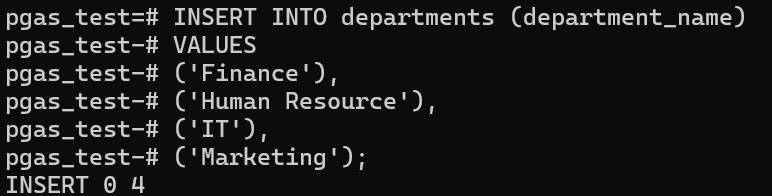 pgas_test=# INSERT INTO departments (department_name)
pgas_test-# VALUES
pgas_test-# ('Finance'),
pgas_test-# ('Human Resource'),
pgas_test-# ('IT'),
pgas_test-# ('Marketing');
INSERT 0 4